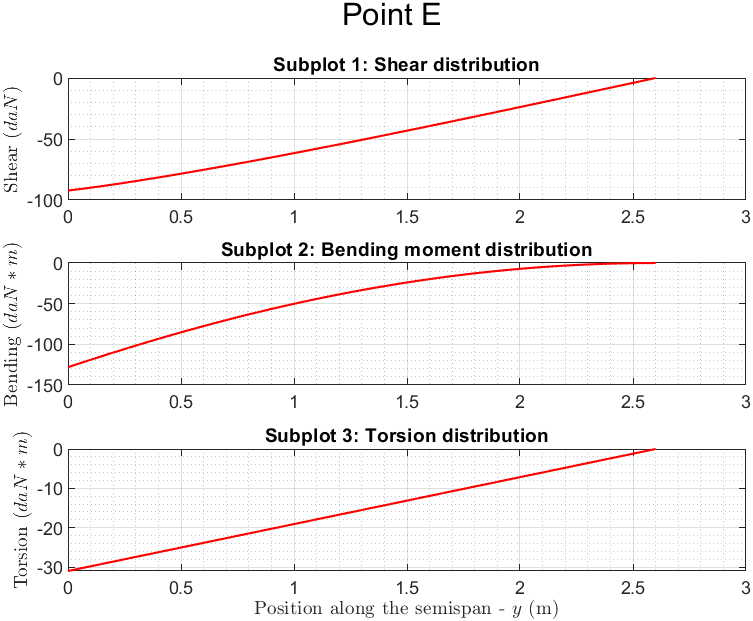 Point E
Subplot 1: Shear distribution
Shear (daN)
0
-50
-100
0 0.5 1 1.5 2 2.5 3
Subplot 2: Bending moment distribution
Bending (daN * m)
0
-50
-100
-150
0 0.5 1 1.5 2 2.5 3
Subplot 3: Torsion distribution
Torsion (daN * m)
0
-10
-20
-30
0 0.5 1 1.5 2 2.5 3
Position along the semispan - y (m)